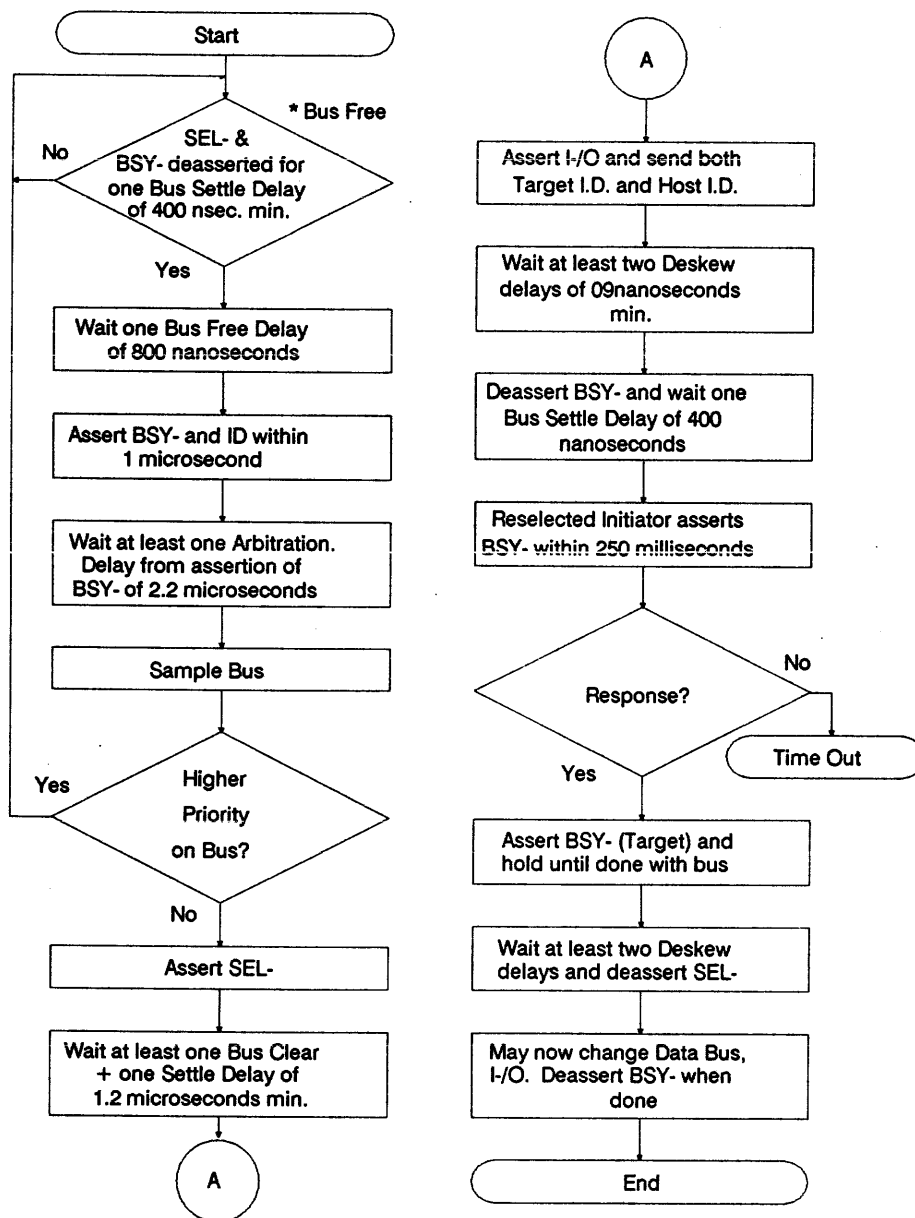 Start
* Bus Free
SEL- &
BSY- deasserted for
one Bus Settle Delay
of 400 nsec. min.
No
Yes
Wait one Bus Free Delay
of 800 nanoseconds
Assert BSY- and ID within
1 microsecond
Wait at least one Arbitration.
Delay from assertion of
BSY- of 2.2 microseconds
Sample Bus
Higher
Priority
on Bus?
Yes
No
Assert SEL-
Wait at least one Bus Clear
+ one Settle Delay of
1.2 microseconds min.
A
A
Assert I-/O and send both
Target I.D. and Host I.D.
Wait at least two Deskew
delays of 09nanoseconds
min.
Deassert BSY- and wait one
Bus Settle Delay of 400
nanoseconds
Reselected Initiator asserts
BSY- within 250 milliseconds
Response?
No
Time Out
Yes
Assert BSY- (Target) and
hold until done with bus
Wait at least two Deskew
delays and deassert SEL-
May now change Data Bus,
I-/O. Deassert BSY- when
done
End